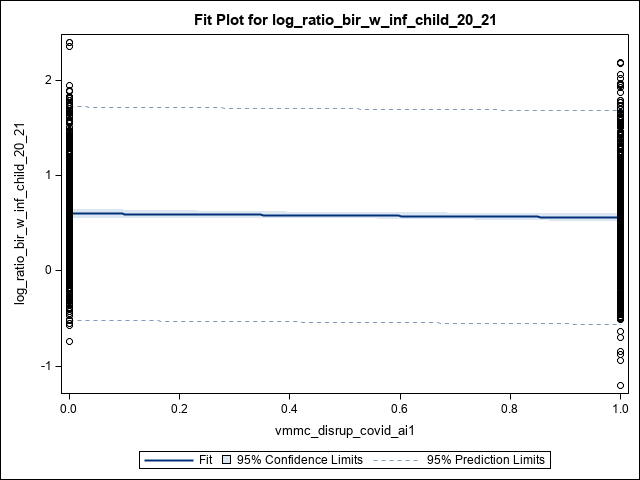 Fit Plot for log_ratio_bir_w_inf_child_20_21
log_ratio_bir_w_inf_child_20_21
2
1
0
-1
0.0 0.2 0.4 0.6 0.8 1.0
vmmc_disrup_covid_ai1
Fit 95% Confidence Limits 95% Prediction Limits